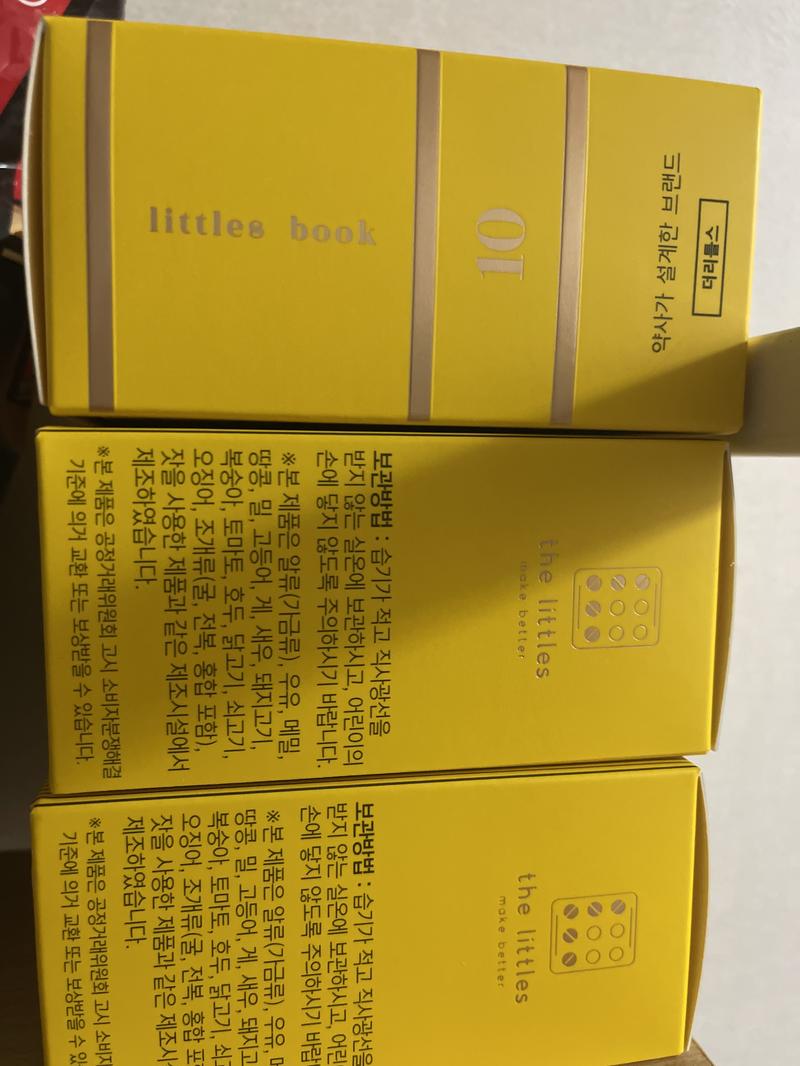 littles book
10
약사가 설계한 브랜드
더리틀스
the littles
make better
보관방법 : 습기가 적고 직사광선을
받지 않는 실온에 보관하시고, 어린이의
손에 닿지 않도록 주의하시기 바랍니다.
※본 제품은 알류(가금류), 우유, 메밀,
땅콩, 밀, 고등어, 게, 새우, 돼지고기,
복숭아, 토마토, 호두, 닭고기, 쇠고기,
오징어, 조개류(굴, 전복, 홍합 포함),
잣을 사용한 제품과 같은 제조시설에서
제조하였습니다.
※본 제품은 공정거래위원회 고시 소비자분쟁해결
기준에 의거 교환 또는 보상받을 수 있습니다.
the littles
make better
보관방법 : 습기가 적고 직사광선을
받지 않는 실온에 보관하시고, 어린
손에 닿지 않도록 주의하시기 바랍
※본 제품은 알류(가금류), 우유,
땅콩, 밀, 고등어, 게, 새우, 돼지고
복숭아, 토마토, 호두, 닭고기, 쇠고
오징어, 조개류(굴, 전복, 홍합
잣을 사용한 제품과 같은 제조시
제조하였습니다.
※본 제품은 공정거래위원회 고시 소비자
기준에 의거 교환 또는 보상받을 수 있